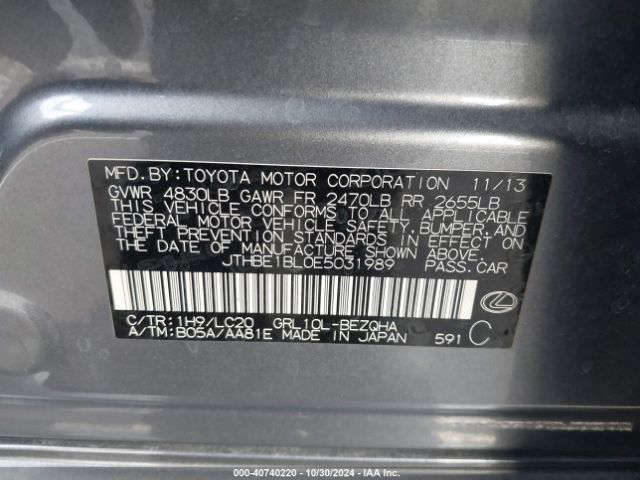 MFD.BY:TOYOTA MOTOR CORPORATION 11/13
GVWR 4830LB GAWR FR 2470LB RR 2655LB
THIS VEHICLE CONFORMS TO ALL APPLICABLE
FEDERAL MOTOR VEHICLE SAFETY,BUMPER,AND
THEFT PREVENTION STANDARDS IN EFFECT ON
THE DATE OF MANUFACTURE SHOWN ABOVE.
JTHBE1BL0E5031989 PASS.CAR
C/TR:1H9/LC20 GRL10L-BEZQHA C
A/TM:B05A/AA81E MADE IN JAPAN 591
000-40740220 - 10/30/2024 - IAA Inc.